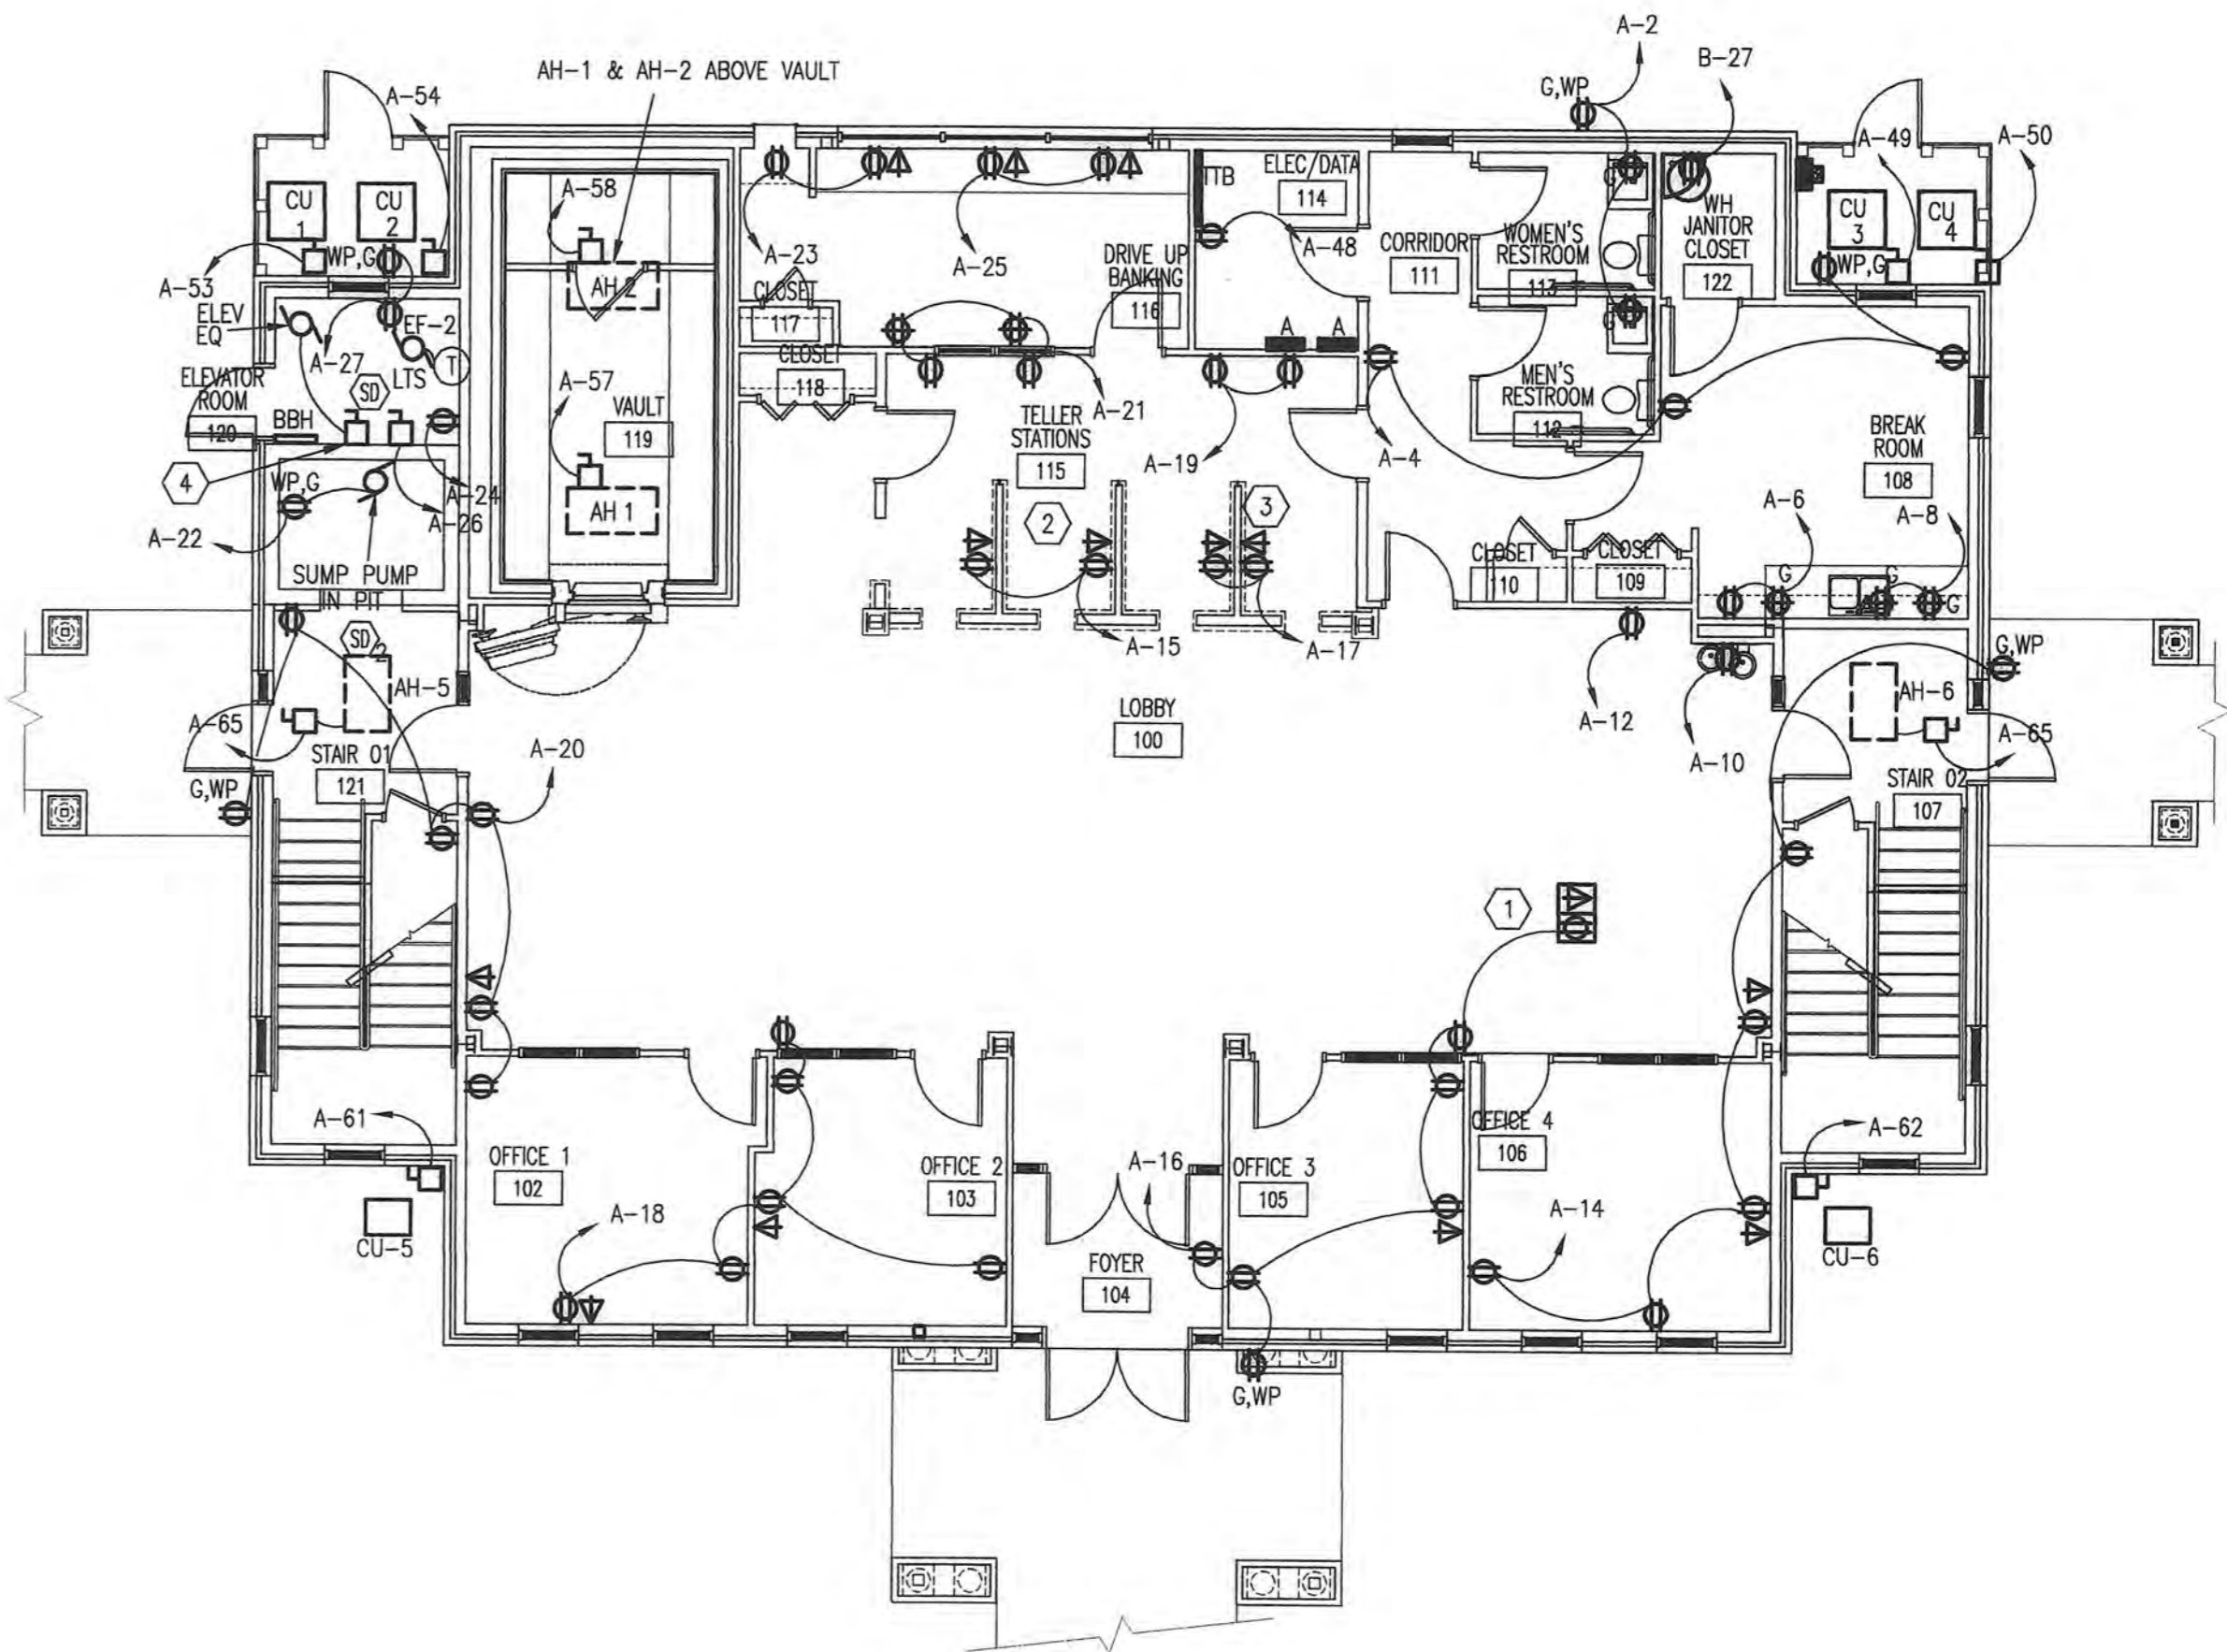 A-2
B-27
AH-1 & AH-2 ABOVE VAULT
A-54
G,WP
A-49
A-50
CU
1
CU
2
A-58
TTB
ELEC/DATA
114
G
WH
JANITOR
CLOSET
122
CU
3
CU
4
WP,G
A-53
A-23
A-25
DRIVE UP
BANKING
116
A-48
CORRIDOR
111
WOMEN'S
RESTROOM
113
WP,G
ELEV
EQ
EF-2
AH 2
CLOSET
117
G
A-27
LTS
T
A
A
ELEVATOR
ROOM
120
SD
A-57
CLOSET
118
MEN'S
RESTROOM
112
BBH
VAULT
119
TELLER
STATIONS
115
A-21
BREAK
ROOM
108
4
WP,G
A-24
A-26
A-19
A-4
A-22
AH 1
2
3
A-6
A-8
SUMP PUMP
IN PIT
CLOSET
110
CLOSET
109
G
G
G
SD
2
AH-5
A-15
A-17
G,WP
A-65
LOBBY
100
A-12
AH-6
STAIR 01
121
A-20
A-10
A-65
G,WP
STAIR 02
107
1
A-61
OFFICE 1
102
OFFICE 2
103
A-16
OFFICE 3
105
OFFICE 4
106
A-62
A-18
A-14
CU-5
FOYER
104
CU-6
G,WP